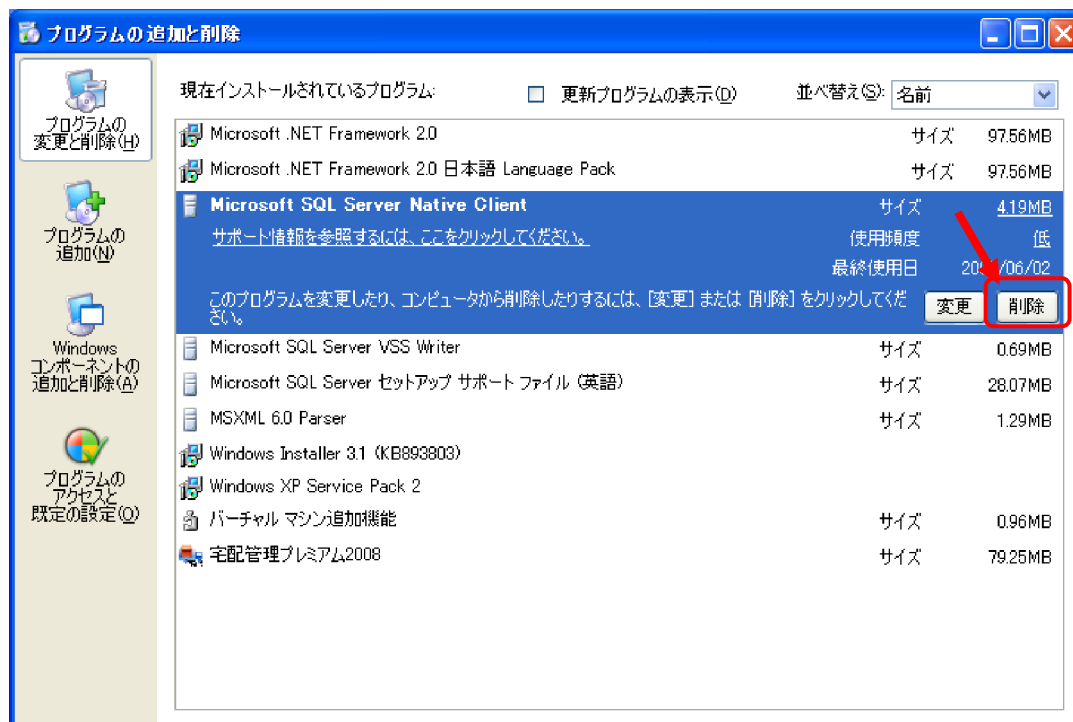 プログラムの追加と削除
プログラムの
変更と削除(H)
プログラムの
追加(N)
Windows
コンポーネントの
追加と削除(A)
プログラムの
アクセスと
既定の設定(O)
現在インストールされているプログラム:
更新プログラムの表示(D)
並べ替え(S): 名前
Microsoft .NET Framework 2.0 サイズ 97.56MB
Microsoft .NET Framework 2.0 日本語 Language Pack サイズ 97.56MB
Microsoft SQL Server Native Client サイズ 4.19MB
サポート情報を参照するには、ここをクリックしてください。 使用頻度 低
最終使用日 /06/02
このプログラムを変更したり、コンピュータから削除したりするには、[変更] または [削除] をクリックしてくだ
さい。
変更 削除
Microsoft SQL Server VSS Writer サイズ 0.69MB
Microsoft SQL Server セットアップ サポート ファイル (英語) サイズ 28.07MB
MSXML 6.0 Parser サイズ 1.29MB
Windows Installer 3.1 (KB893803)
Windows XP Service Pack 2
バーチャル マシン追加機能 サイズ 0.96MB
宅配管理プレミアム2008 サイズ 79.25MB